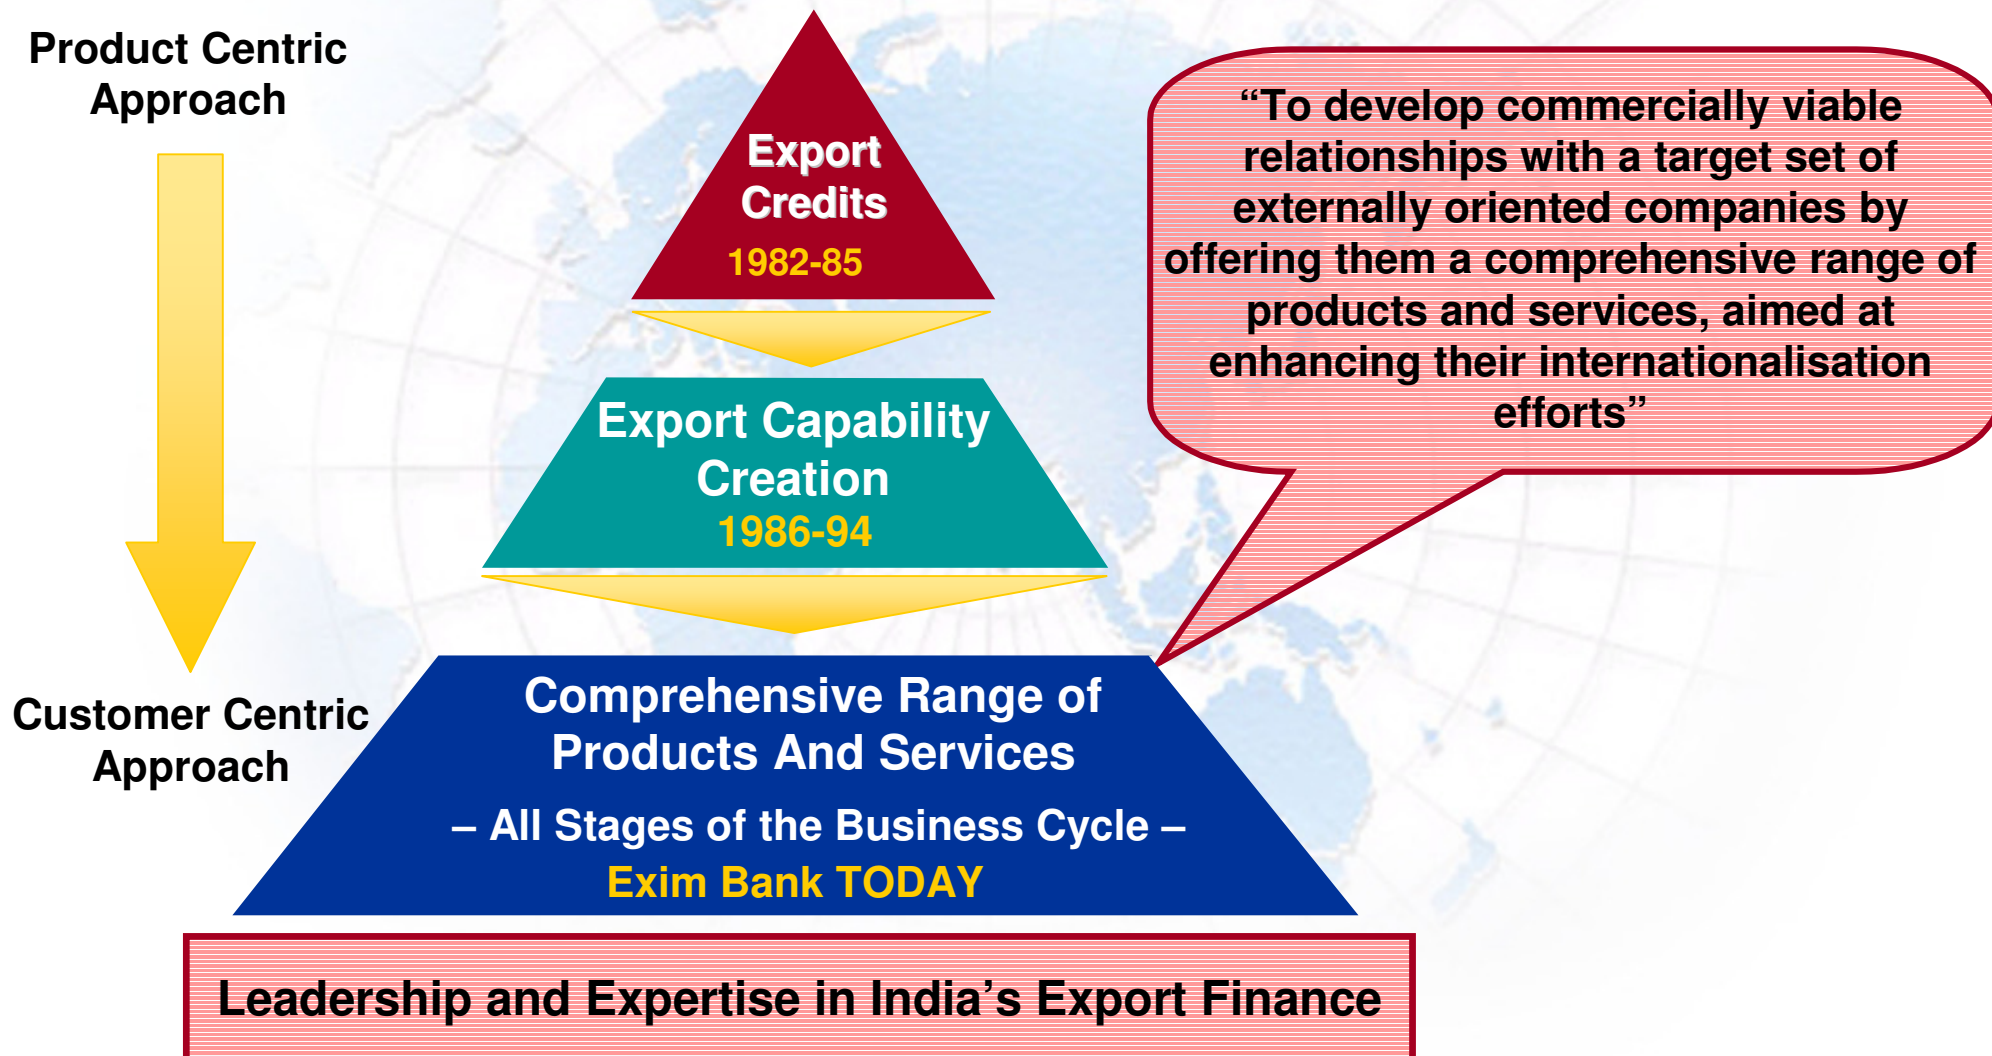 Product Centric
Approach
Export
Credits
1982-85
“To develop commercially viable
relationships with a target set of
externally oriented companies by
offering them a comprehensive range of
products and services, aimed at
enhancing their internationalisation
efforts”
Export Capability
Creation
1986-94
Customer Centric
Approach
Comprehensive Range of
Products And Services
– All Stages of the Business Cycle –
Exim Bank TODAY
Leadership and Expertise in India’s Export Finance